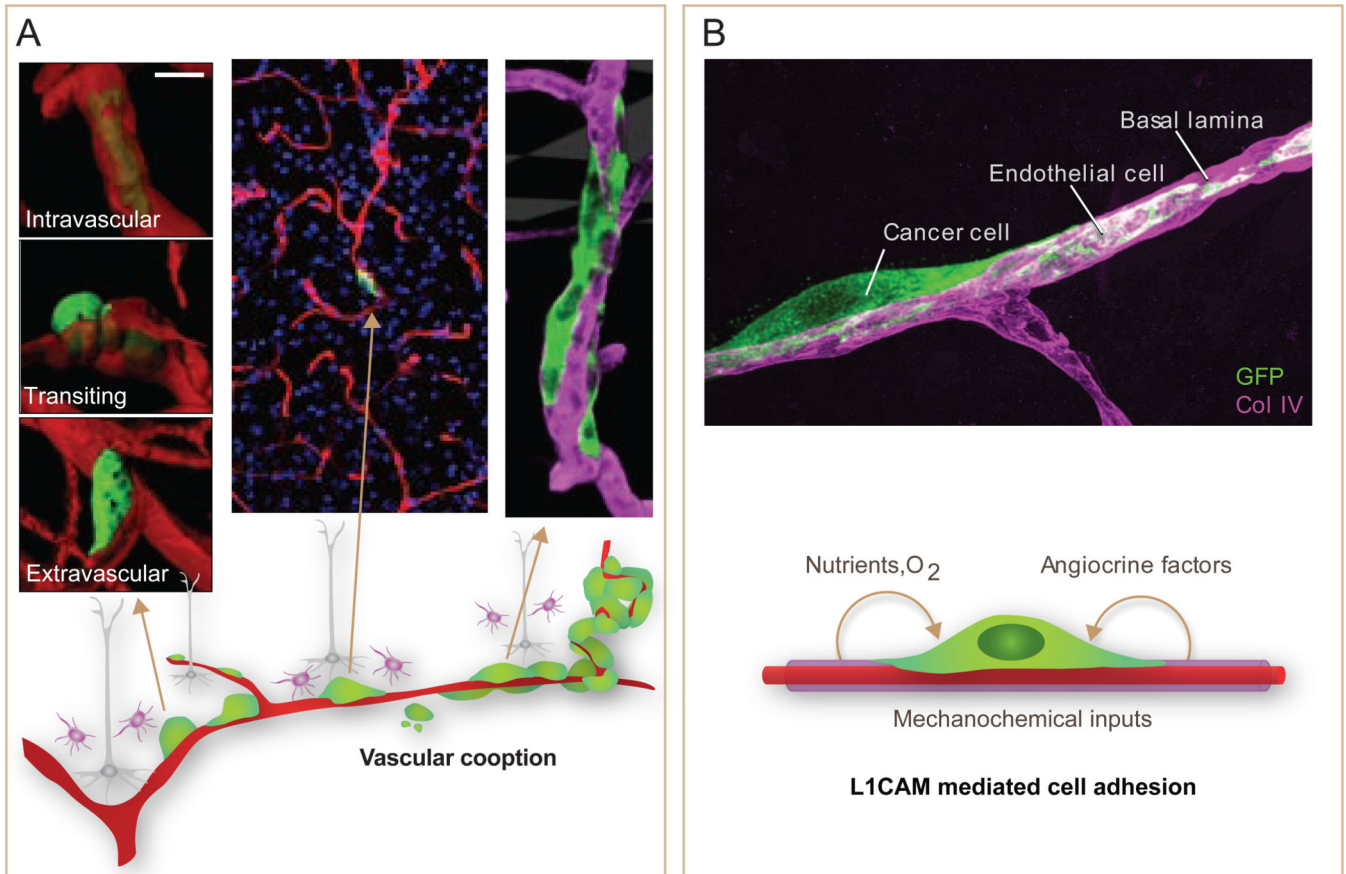 A
Intravascular
Transiting
Extravascular
Vascular cooption
B
Basal lamina
Endothelial cell
Cancer cell
GFP
Col IV
Nutrients,O2
Angiocrine factors
Mechanochemical inputs
L1CAM mediated cell adhesion